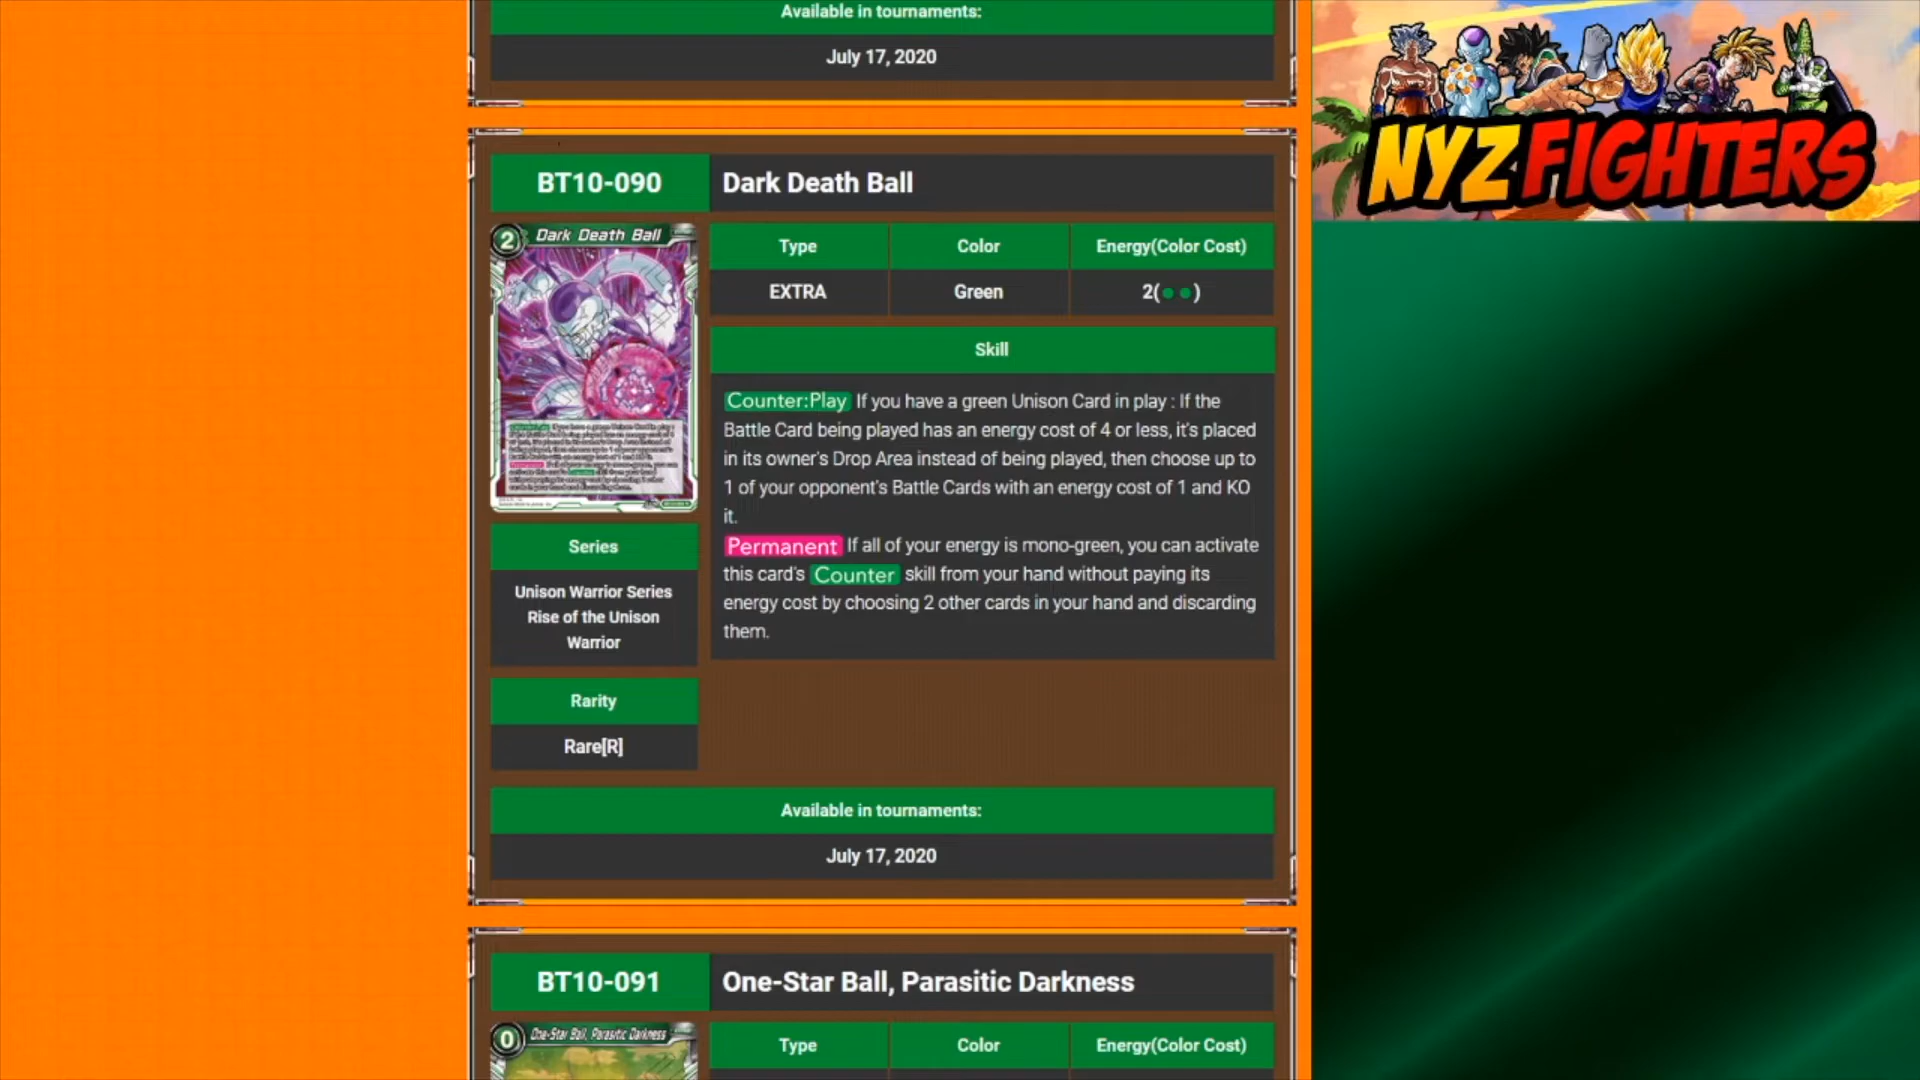 Available in tournaments:
July 17, 2020
NYZFIGHTERS
BT10-090
Dark Death Ball
2
Dark Death Ball
Type
Color
Energy(Color Cost)
EXTRA
Green
2(●●)
Skill
Counter:Play If you have a green Unison Card in play : If the
Battle Card being played has an energy cost of 4 or less, it's placed
in its owner's Drop Area instead of being played, then choose up to
1 of your opponent's Battle Cards with an energy cost of 1 and KO
it.
Permanent If all of your energy is mono-green, you can activate
this card's Counter skill from your hand without paying its
energy cost by choosing 2 other cards in your hand and discarding
them.
Series
Unison Warrior Series
Rise of the Unison
Warrior
Rarity
Rare[R]
Available in tournaments:
July 17, 2020
BT10-091
One-Star Ball, Parasitic Darkness
0
One-Star Ball, Parasitic Darkness
Type
Color
Energy(Color Cost)